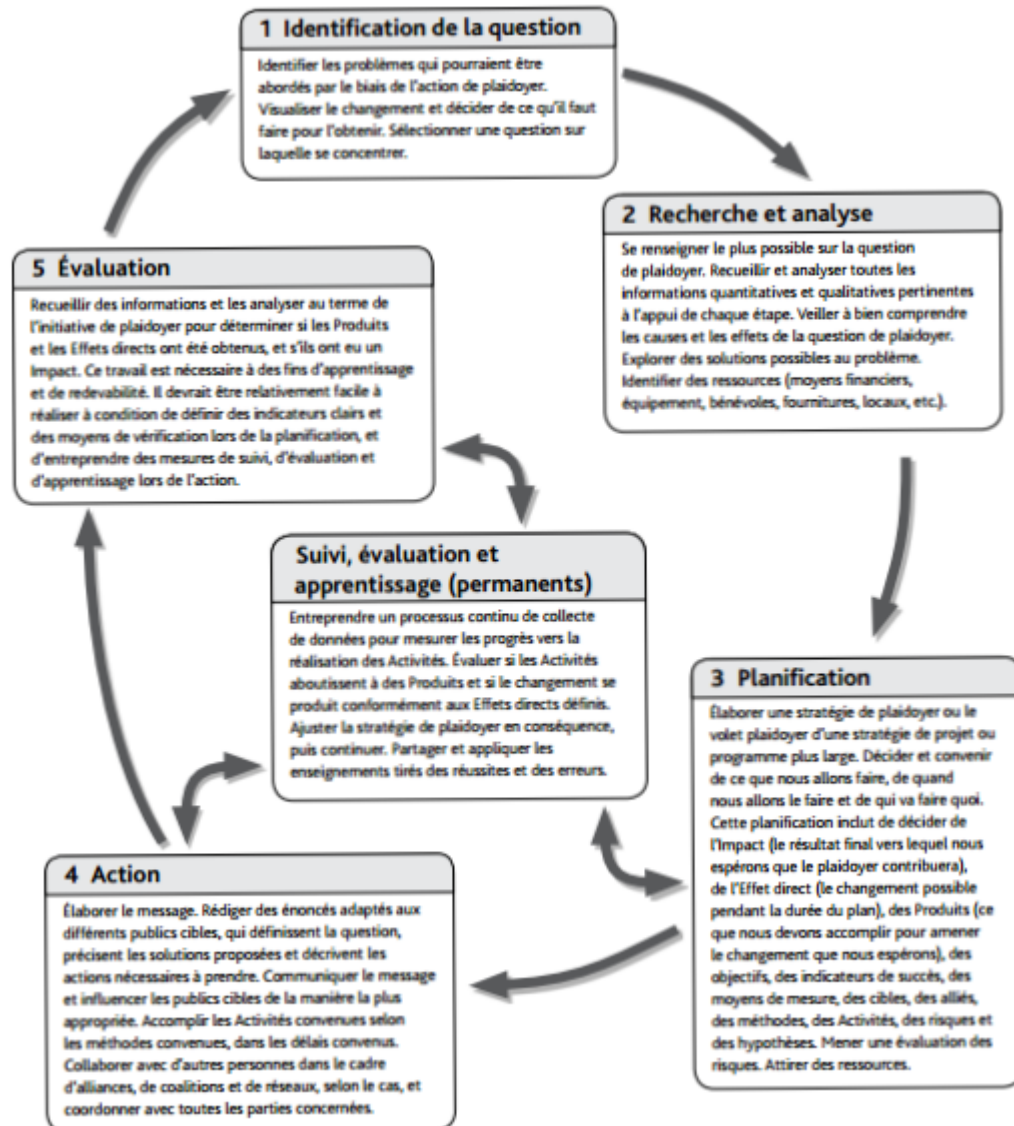 1 Identification de la question
Identifier les problèmes qui pourraient être
abordés par le biais de l'action de plaidoyer.
Visualiser le changement et décider de ce qu'il faut
faire pour l'obtenir. Sélectionner une question sur
laquelle se concentrer.
2 Recherche et analyse
Se renseigner le plus possible sur la question
de plaidoyer. Recueillir et analyser toutes les
informations quantitatives et qualitatives pertinentes
à l'appui de chaque étape. Veiller à bien comprendre
les causes et les effets de la question de plaidoyer.
Explorer des solutions possibles au problème.
Identifier des ressources (moyens financiers,
équipement, bénévoles, fournitures, locaux, etc.).
3 Planification
Élaborer une stratégie de plaidoyer ou le
volet plaidoyer d'une stratégie de projet ou
programme plus large. Décider et convenir
de ce que nous allons faire, de quand
nous allons le faire et de qui va faire quoi.
Cette planification inclut de décider de
l'Impact (le résultat final vers lequel nous
espérons que le plaidoyer contribuera),
de l'Effet direct (le changement possible
pendant la durée du plan), des Produits (ce
que nous devons accomplir pour amener
le changement que nous espérons), des
objectifs, des indicateurs de succès, des
moyens de mesure, des cibles, des alliés,
des méthodes, des Activités, des risques et
des hypothèses. Mener une évaluation des
risques. Attirer des ressources.
4 Action
Élaborer le message. Rédiger des énoncés adaptés aux
différents publics cibles, qui définissent la question,
précisent les solutions proposées et décrivent les
actions nécessaires à prendre. Communiquer le message
et influencer les publics cibles de la manière la plus
appropriée. Accomplir les Activités convenues selon
les méthodes convenues, dans les délais convenus.
Collaborer avec d'autres personnes dans le cadre
d'alliances, de coalitions et de réseaux, selon le cas, et
coordonner avec toutes les parties concernées.
5 Évaluation
Recueillir des informations et les analyser au terme de
l'initiative de plaidoyer pour déterminer si les Produits
et les Effets directs ont été obtenus, et s'ils ont eu un
Impact. Ce travail est nécessaire à des fins d'apprentissage
et de redevabilité. Il devrait être relativement facile à
réaliser à condition de définir des indicateurs clairs et
des moyens de vérification lors de la planification, et
d'entreprendre des mesures de suivi, d'évaluation et
d'apprentissage lors de l'action.
Suivi, évaluation et
apprentissage (permanents)
Entreprendre un processus continu de collecte
de données pour mesurer les progrès vers la
réalisation des Activités. Évaluer si les Activités
aboutissent à des Produits et si le changement se
produit conformément aux Effets directs définis.
Ajuster la stratégie de plaidoyer en conséquence,
puis continuer. Partager et appliquer les
enseignements tirés des réussites et des erreurs.